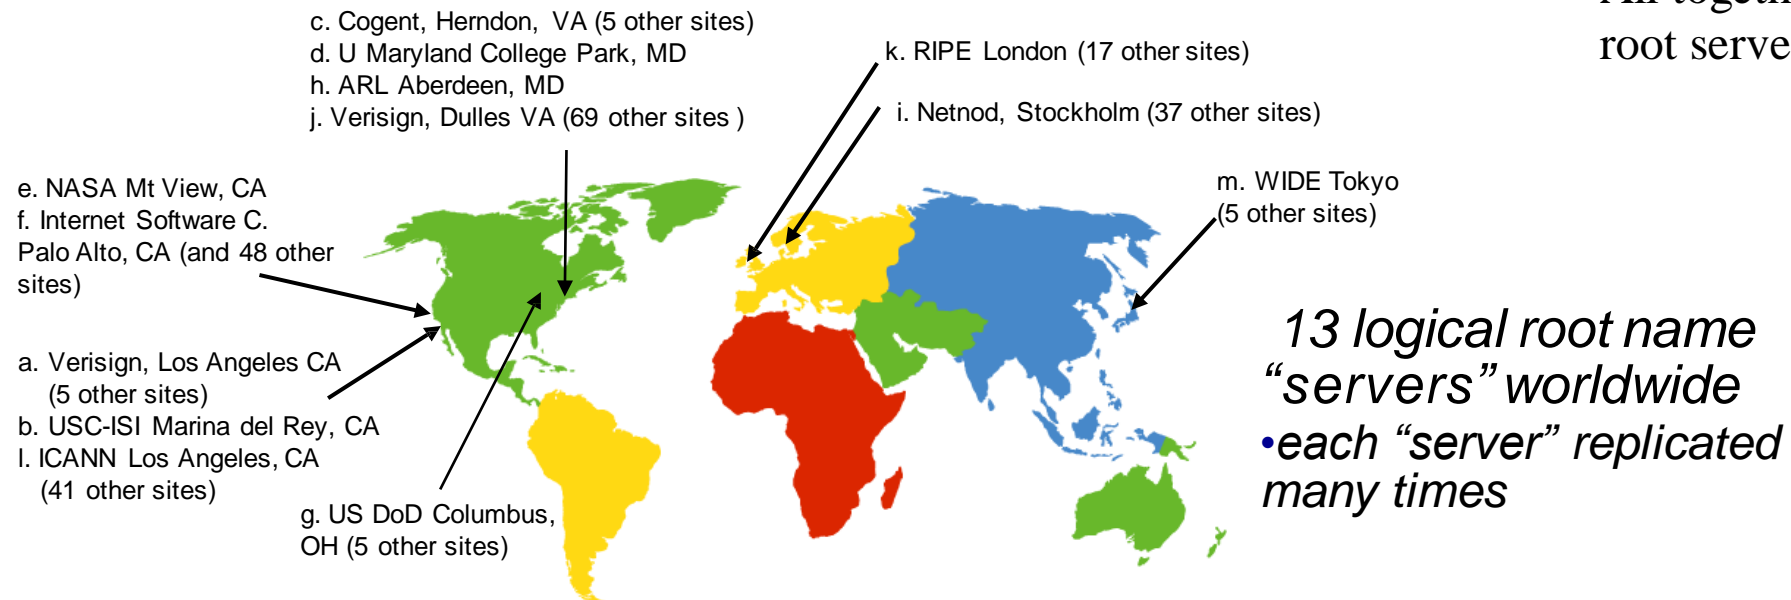 c. Cogent, Herndon, VA (5 other sites)
d. U Maryland College Park, MD
h. ARL Aberdeen, MD
j. Verisign, Dulles VA (69 other sites )
k. RIPE London (17 other sites)
i. Netnod, Stockholm (37 other sites)
root serve
e. NASA Mt View, CA
f. Internet Software C.
Palo Alto, CA (and 48 other
sites)
m. WIDE Tokyo
(5 other sites)
a. Verisign, Los Angeles CA
(5 other sites)
b. USC-ISI Marina del Rey, CA
l. ICANN Los Angeles, CA
(41 other sites)
g. US DoD Columbus,
OH (5 other sites)
13 logical root name
“servers” worldwide
•each “server” replicated
many times